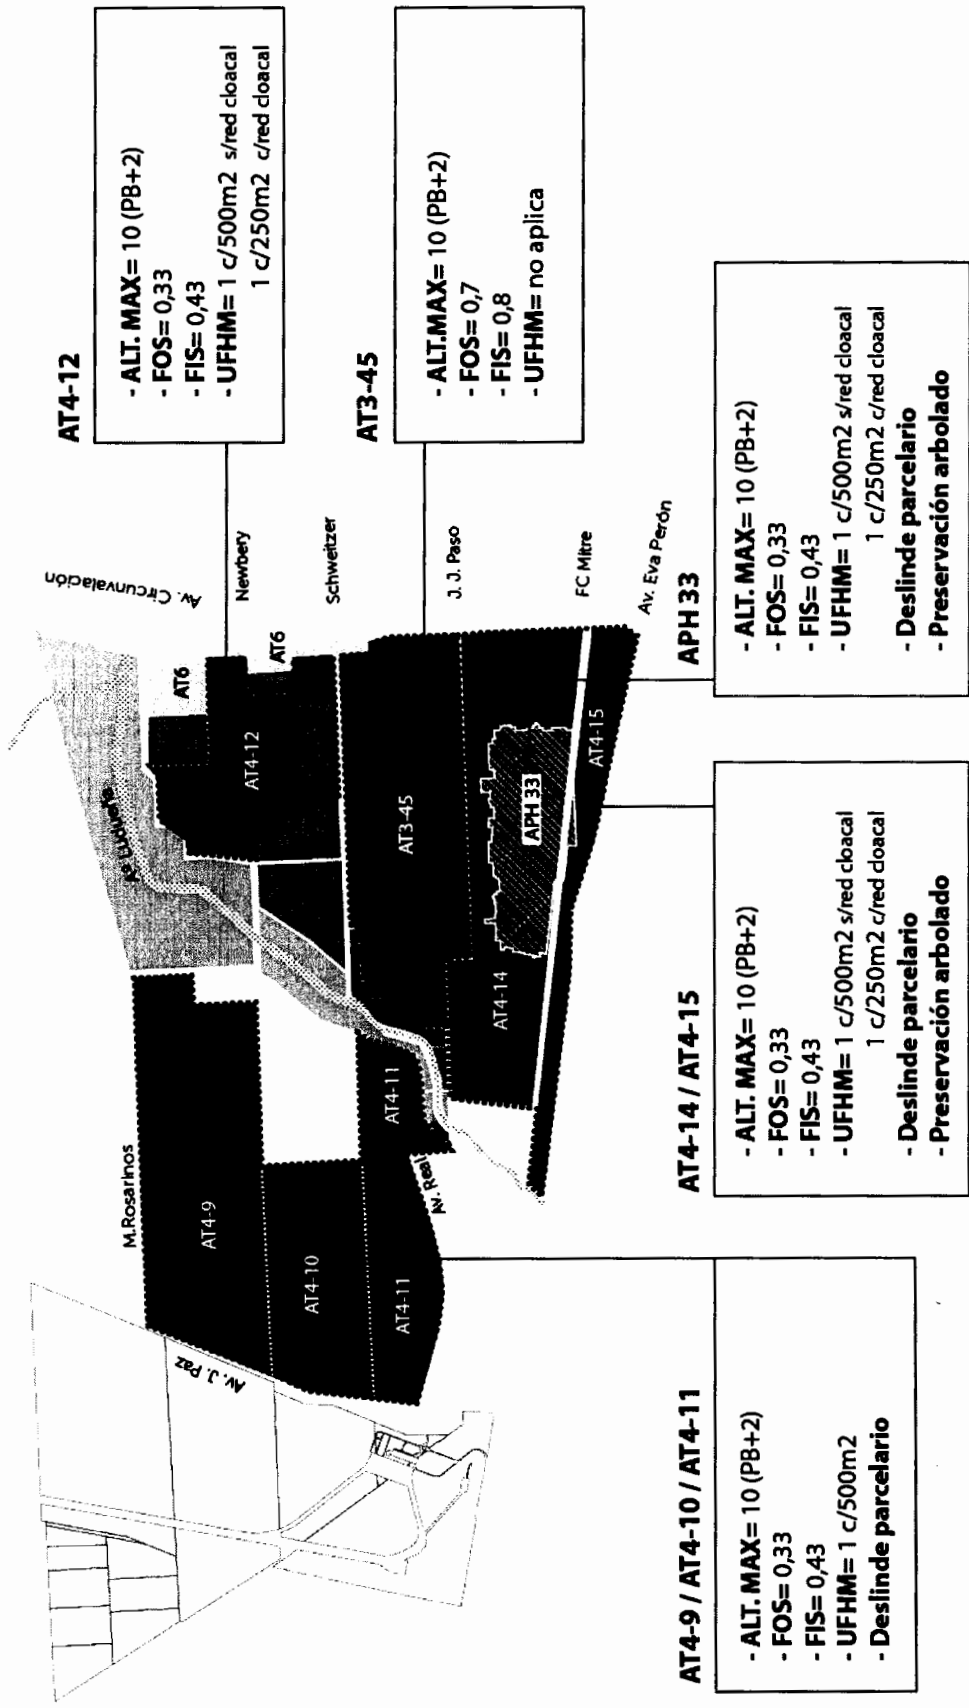 AT4-12
- ALT. MAX= 10 (PB+2)
- FOS= 0,33
- FIS= 0,43
- UFHM= 1 c/500m2 s/red cloacal
1 c/250m2 c/red cloacal
AT3-45
- ALT.MAX= 10 (PB+2)
- FOS= 0,7
- FIS= 0,8
- UFHM= no aplica
Av. Circunvalación
Newbery
Schweitzer
J. J. Paso
FC Mitre
Av. Eva Perón
AT6
AT6
AT4-12
Aº Ludueña
AT3-45
APH 33
AT4-15
AT4-14
M.Rosarinos
AT4-9
AT4-10
AT4-11
AT4-11
Av. Real
Av. J. Paz
APH 33
- ALT. MAX= 10 (PB+2)
- FOS= 0,33
- FIS= 0,43
- UFHM= 1 c/500m2 s/red cloacal
1 c/250m2 c/red cloacal
- Deslinde parcelario
- Preservación arbolado
AT4-14 / AT4-15
- ALT. MAX= 10 (PB+2)
- FOS= 0,33
- FIS= 0,43
- UFHM= 1 c/500m2 s/red cloacal
1 c/250m2 c/red cloacal
- Deslinde parcelario
- Preservación arbolado
AT4-9 / AT4-10 / AT4-11
- ALT. MAX= 10 (PB+2)
- FOS= 0,33
- FIS= 0,43
- UFHM= 1 c/500m2
- Deslinde parcelario